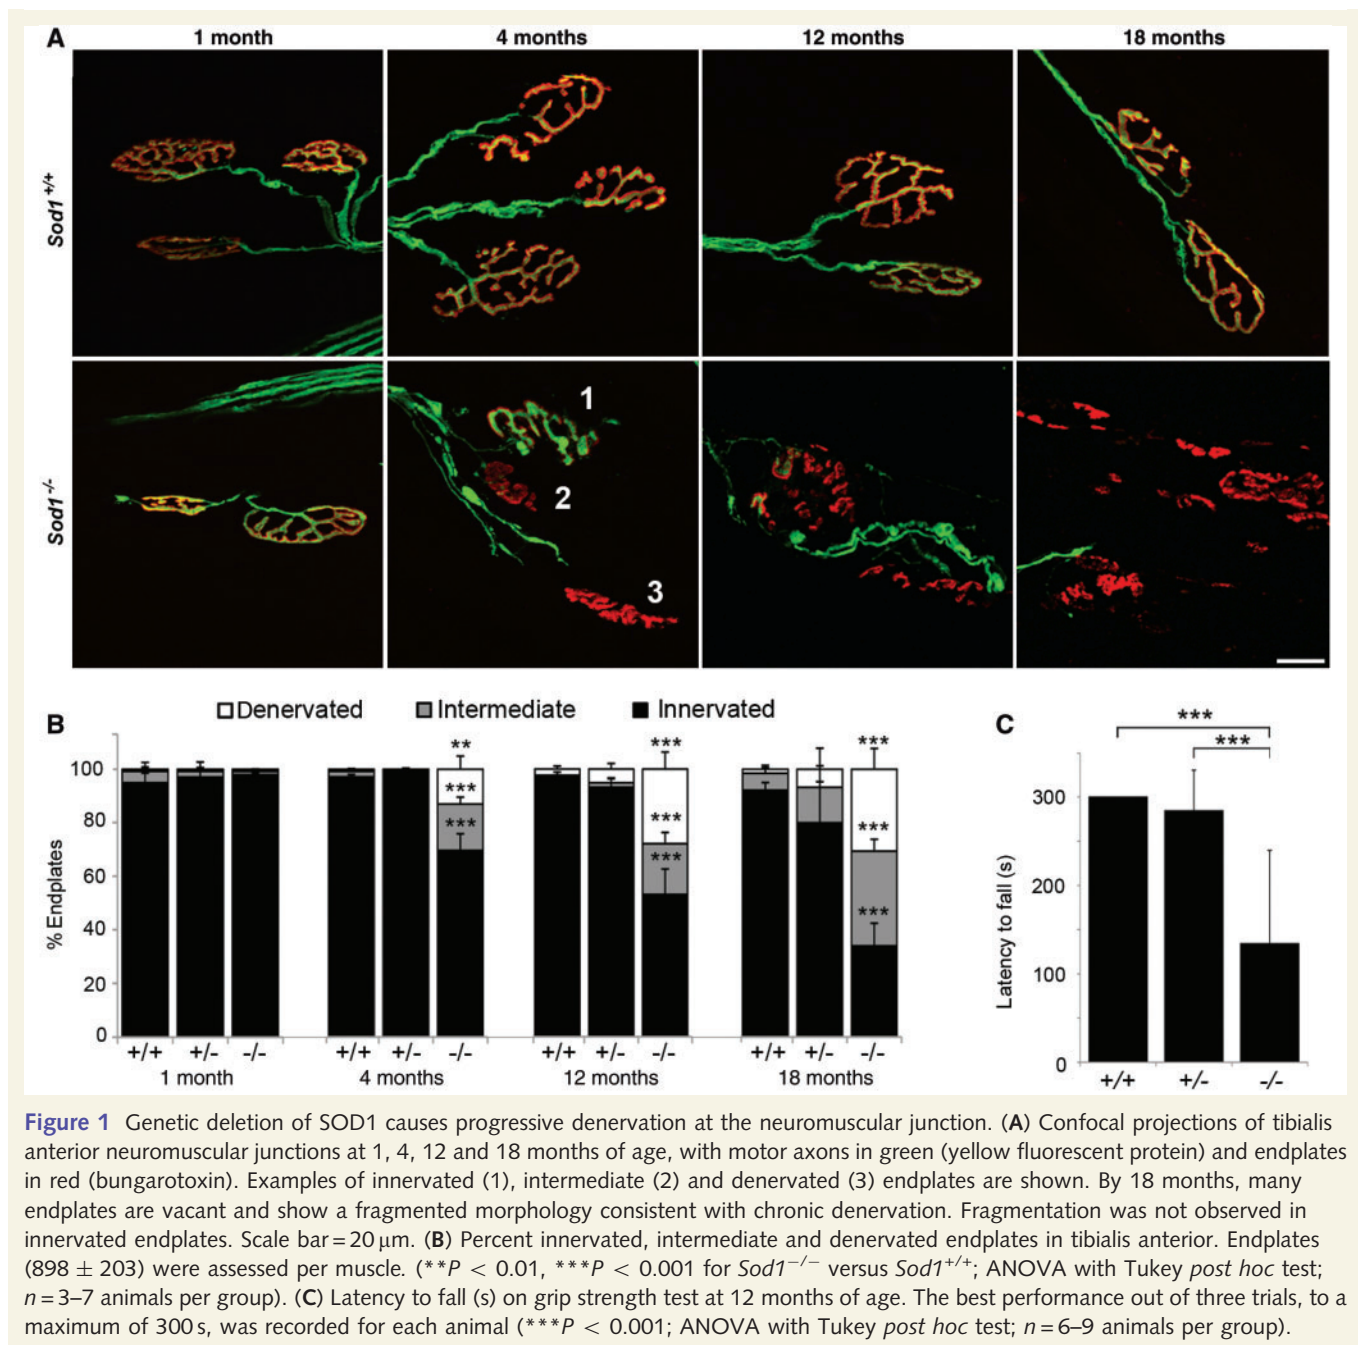 A
1 month 4 months 12 months 18 months
Sod1+/+
Sod1-/-
1
2
3
B
Denervated Intermediate Innervated
% Endplates
100
80
60
40
20
0
** *** *** *** *** *** *** *** ***
+/+ +/- -/- +/+ +/- -/- +/+ +/- -/- +/+ +/- -/-
1 month 4 months 12 months 18 months
C
***
***
Latency to fall (s)
300
200
100
0
+/+ +/- -/-
Figure 1 Genetic deletion of SOD1 causes progressive denervation at the neuromuscular junction. (A) Confocal projections of tibialis
anterior neuromuscular junctions at 1, 4, 12 and 18 months of age, with motor axons in green (yellow fluorescent protein) and endplates
in red (bungarotoxin). Examples of innervated (1), intermediate (2) and denervated (3) endplates are shown. By 18 months, many
endplates are vacant and show a fragmented morphology consistent with chronic denervation. Fragmentation was not observed in
innervated endplates. Scale bar = 20 μm. (B) Percent innervated, intermediate and denervated endplates in tibialis anterior. Endplates
(898 ± 203) were assessed per muscle. (**P < 0.01, ***P < 0.001 for Sod1−/− versus Sod1+/+; ANOVA with Tukey post hoc test;
n = 3–7 animals per group). (C) Latency to fall (s) on grip strength test at 12 months of age. The best performance out of three trials, to a
maximum of 300 s, was recorded for each animal (***P < 0.001; ANOVA with Tukey post hoc test; n = 6–9 animals per group).